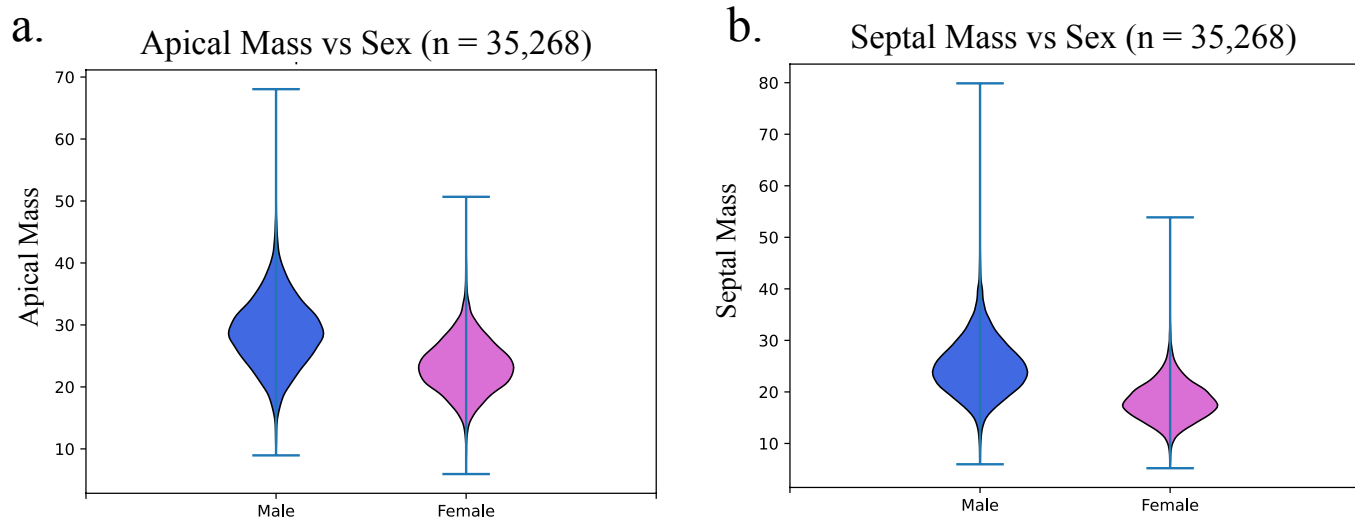 a.
Apical Mass vs Sex (n = 35,268)
70
60
50
40
30
20
10
Apical Mass
Male Female
b.
Septal Mass vs Sex (n = 35,268)
80
70
60
50
40
30
20
10
Septal Mass
Male Female